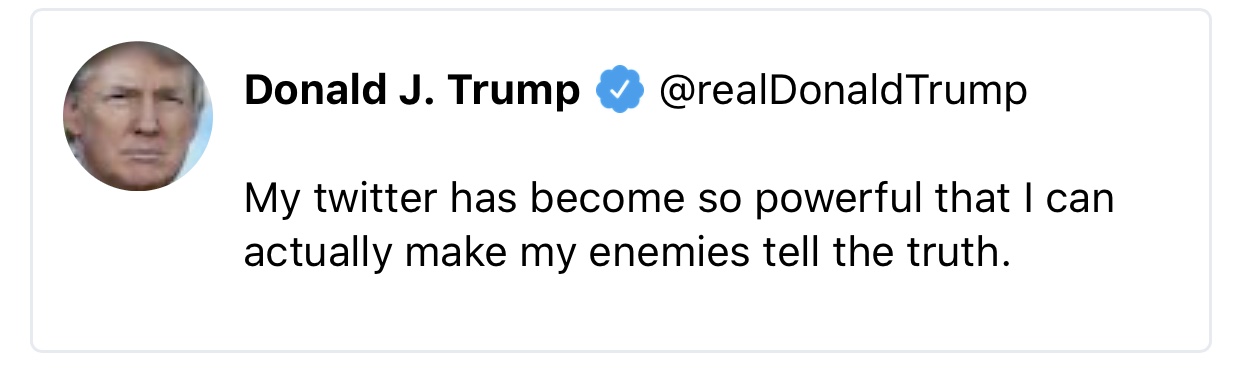 Donald J. Trump @realDonaldTrump
My twitter has become so powerful that I can
actually make my enemies tell the truth.